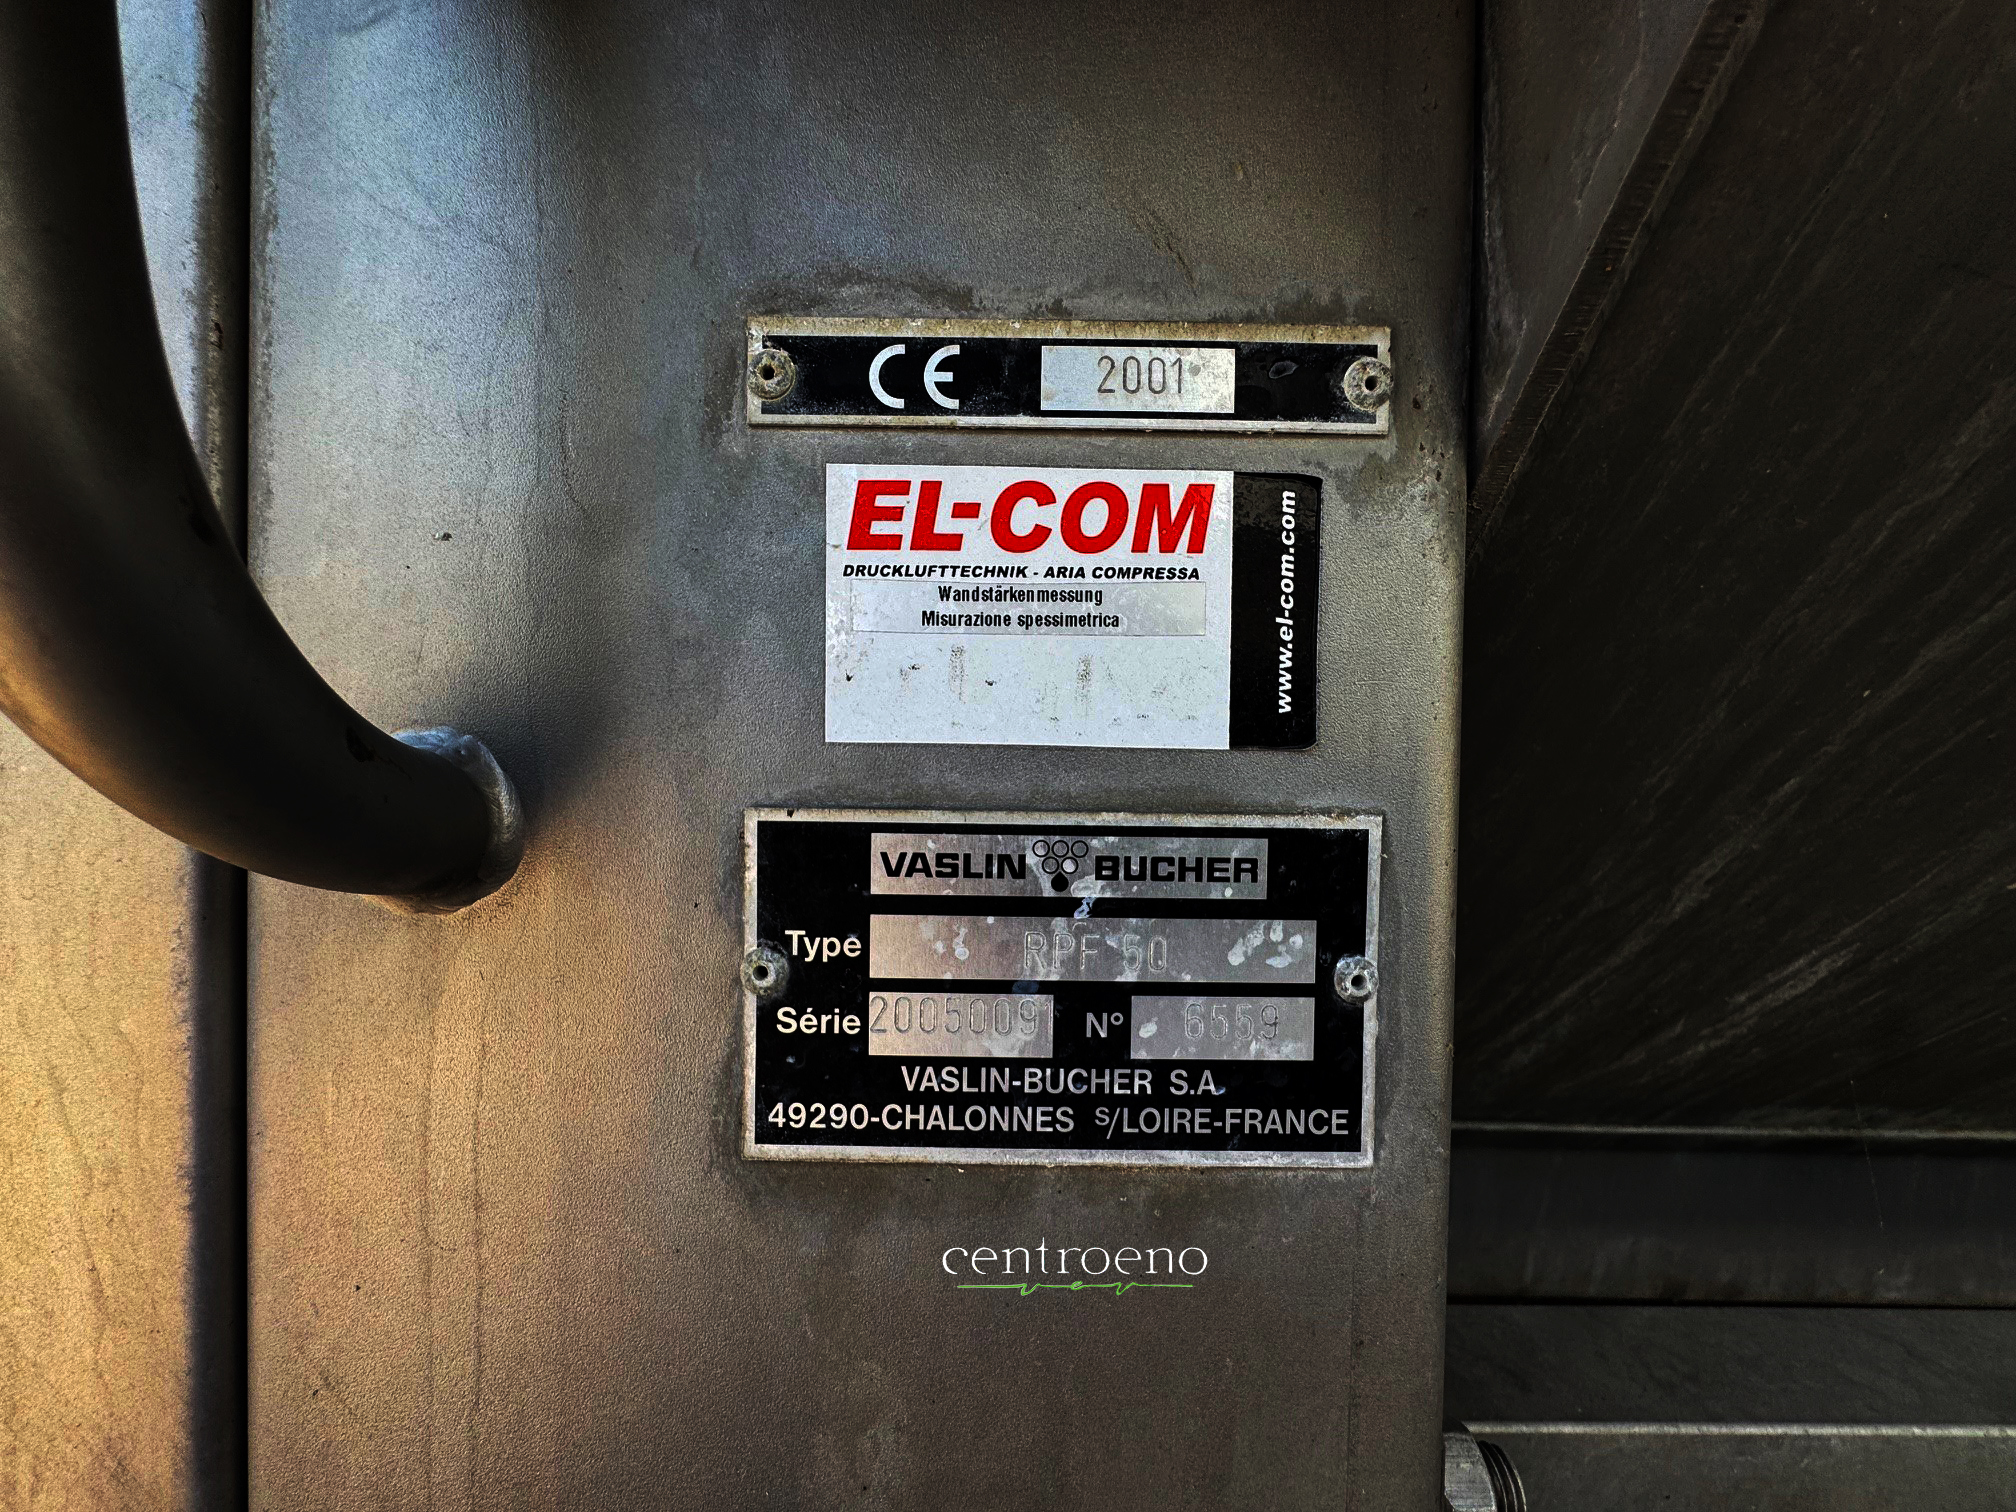 CE 2001
EL-COM
DRUCKLUFTTECHNIK - ARIA COMPRESSA
Wandstärkenmessung
Misurazione spessimetrica
www.el-com.com
VASLIN BUCHER
Type RPF 50
Série 20050091 N° 6559
VASLIN-BUCHER S.A
49290-CHALONNES S/LOIRE-FRANCE
centroeno